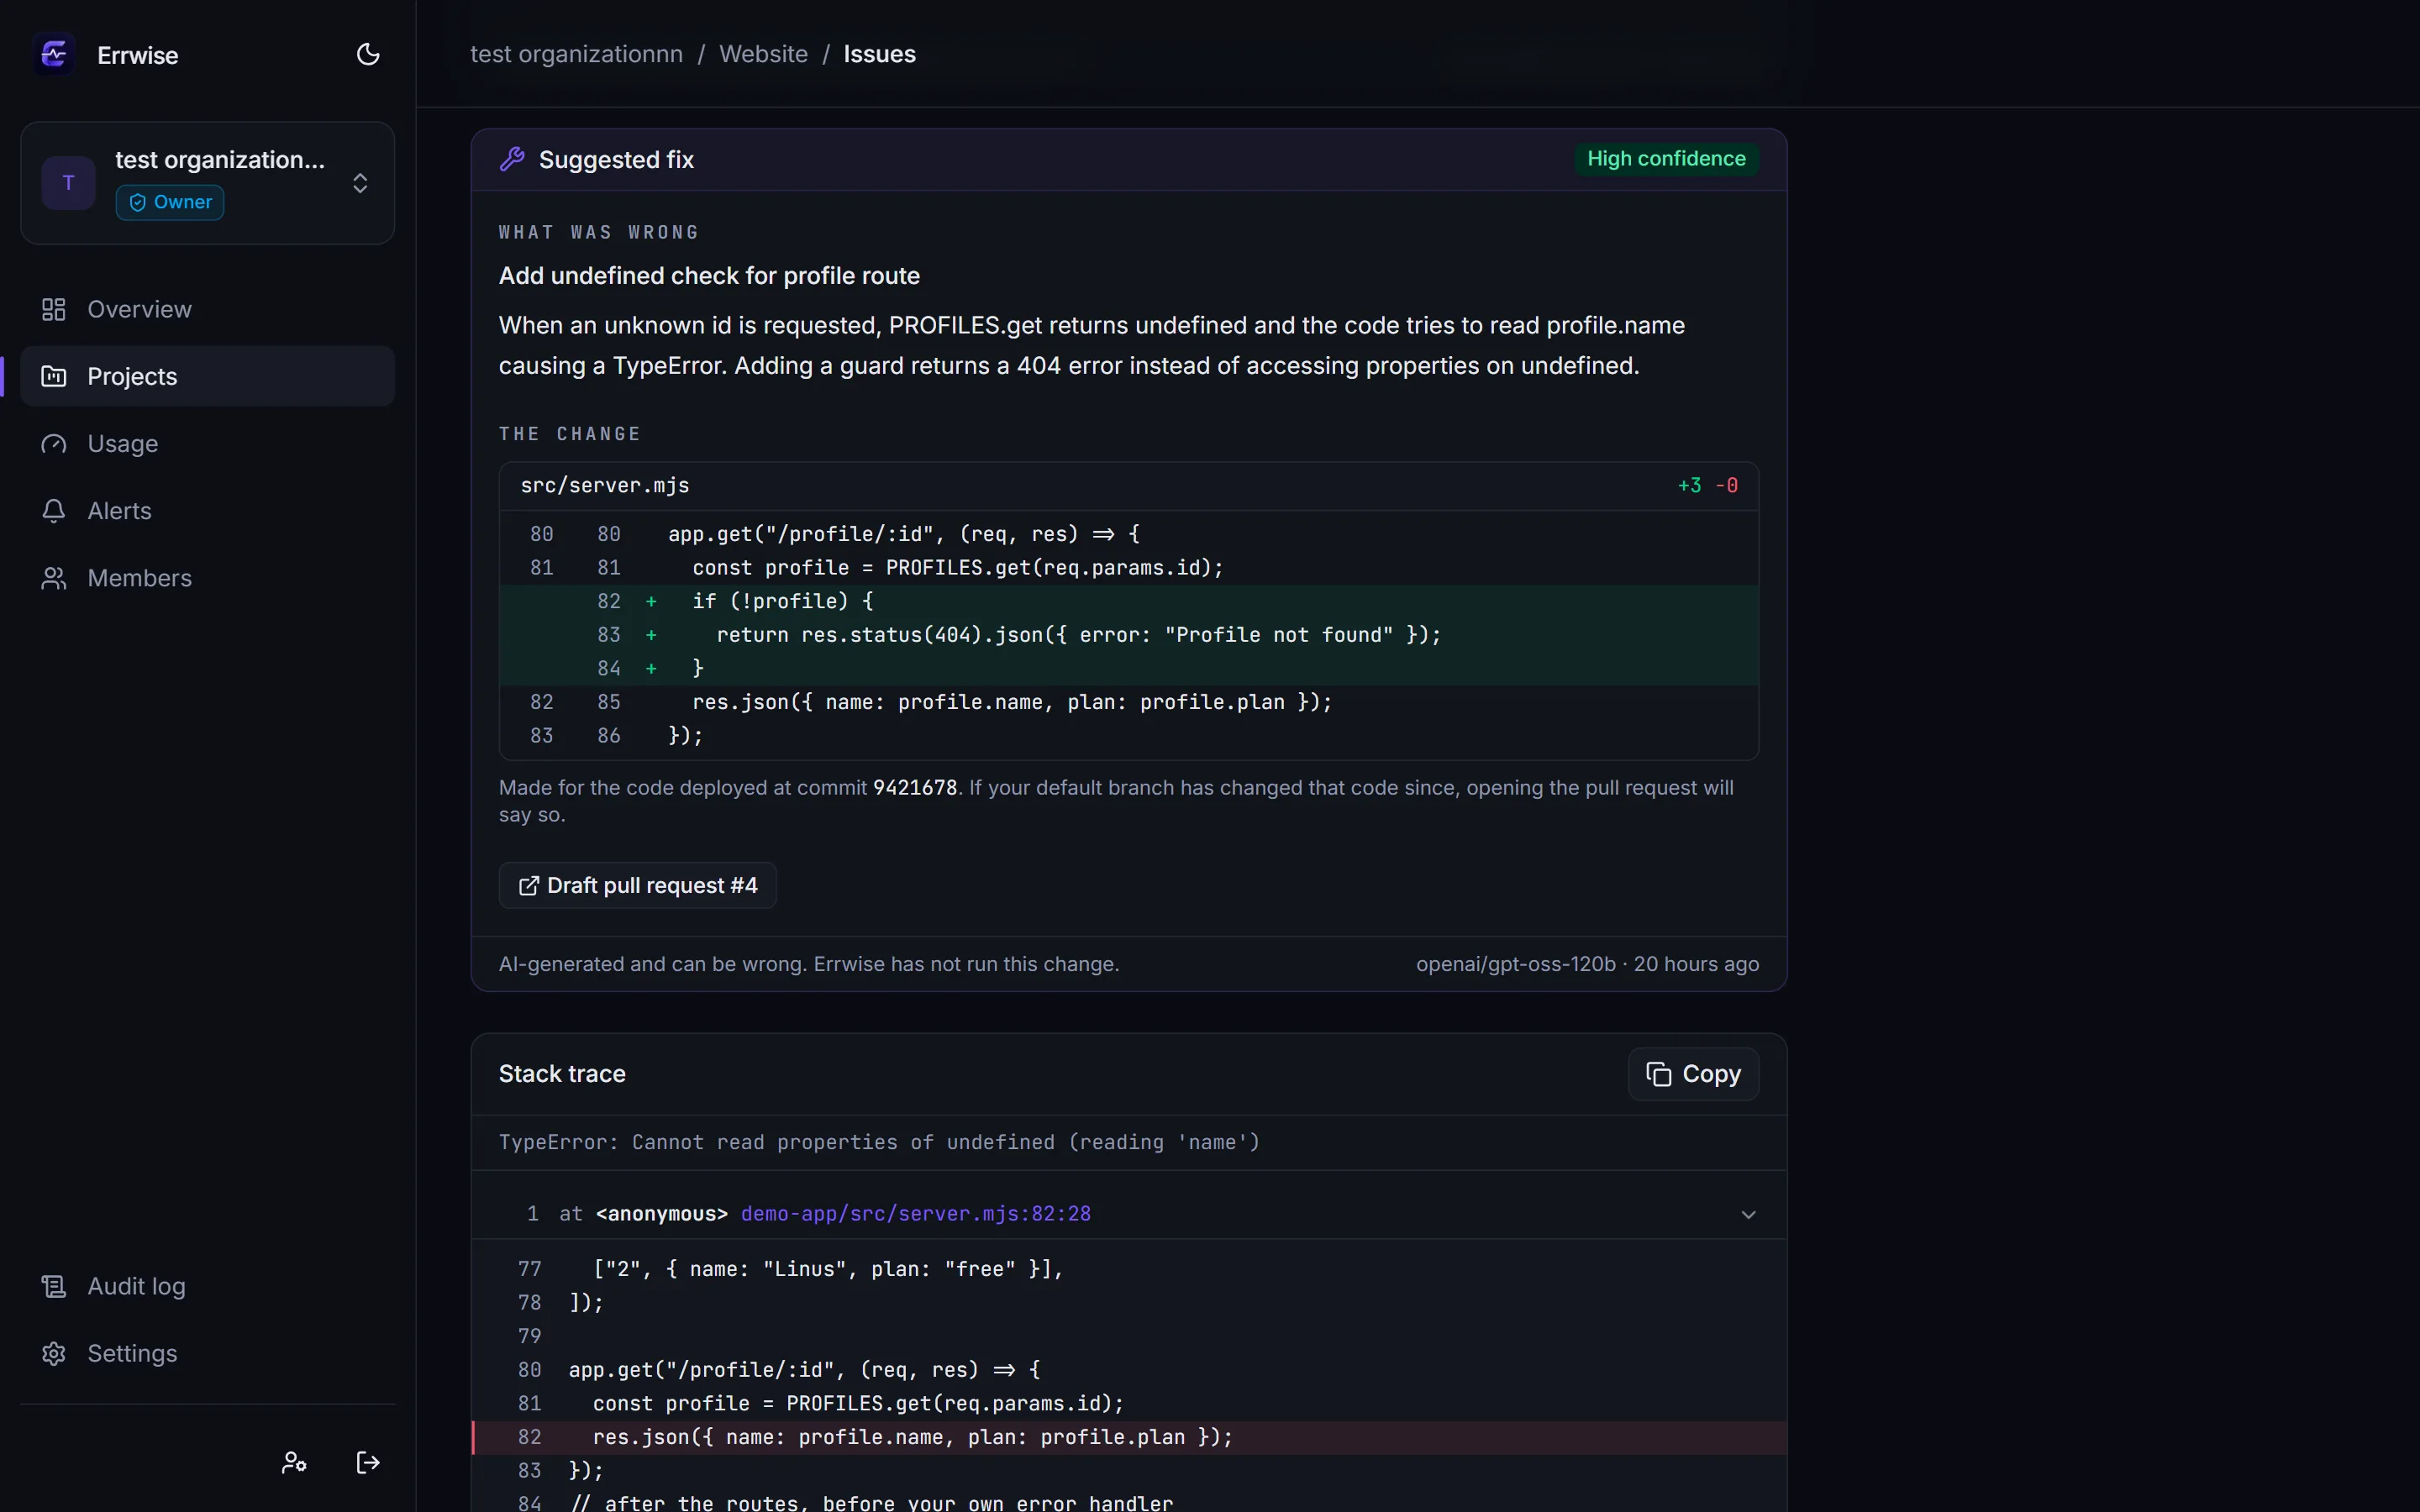 Errwise
test organization...
T
Owner
Overview
Projects
Usage
Alerts
Members
Audit log
Settings
test organizationnn / Website / Issues
Suggested fix
High confidence
WHAT WAS WRONG
Add undefined check for profile route
When an unknown id is requested, PROFILES.get returns undefined and the code tries to read profile.name
causing a TypeError. Adding a guard returns a 404 error instead of accessing properties on undefined.
THE CHANGE
src/server.mjs +3 -0
80 80 app.get("/profile/:id", (req, res) => {
81 81 const profile = PROFILES.get(req.params.id);
82 + if (!profile) {
83 + return res.status(404).json({ error: "Profile not found" });
84 + }
82 85 res.json({ name: profile.name, plan: profile.plan });
83 86 });
Made for the code deployed at commit 9421678. If your default branch has changed that code since, opening the pull request will
say so.
Draft pull request #4
AI-generated and can be wrong. Errwise has not run this change.
openai/gpt-oss-120b · 20 hours ago
Stack trace
Copy
TypeError: Cannot read properties of undefined (reading 'name')
1 at <anonymous> demo-app/src/server.mjs:82:28
77 ["2", { name: "Linus", plan: "free" }],
78 ]);
79
80 app.get("/profile/:id", (req, res) => {
81 const profile = PROFILES.get(req.params.id);
82 res.json({ name: profile.name, plan: profile.plan });
83 });
84 // after the routes, before your own error handler